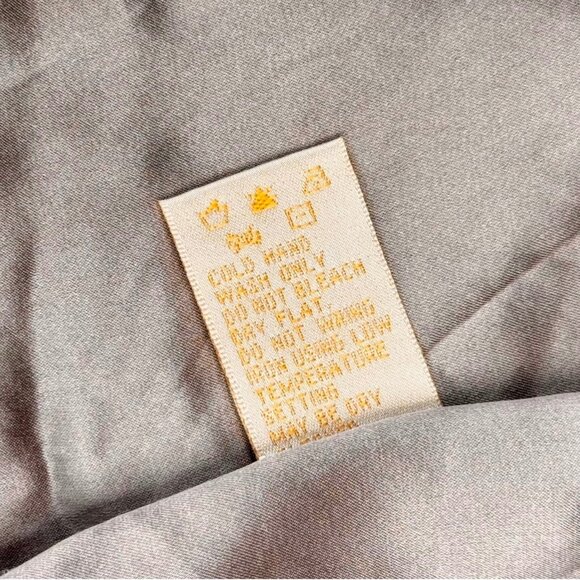 COLD HAND
WASH ONLY
DO NOT BLEACH
DRY FLAT.
DO NOT WRING
IRON USING LOW
TEMPERATURE
SETTING
MAY BE DRY